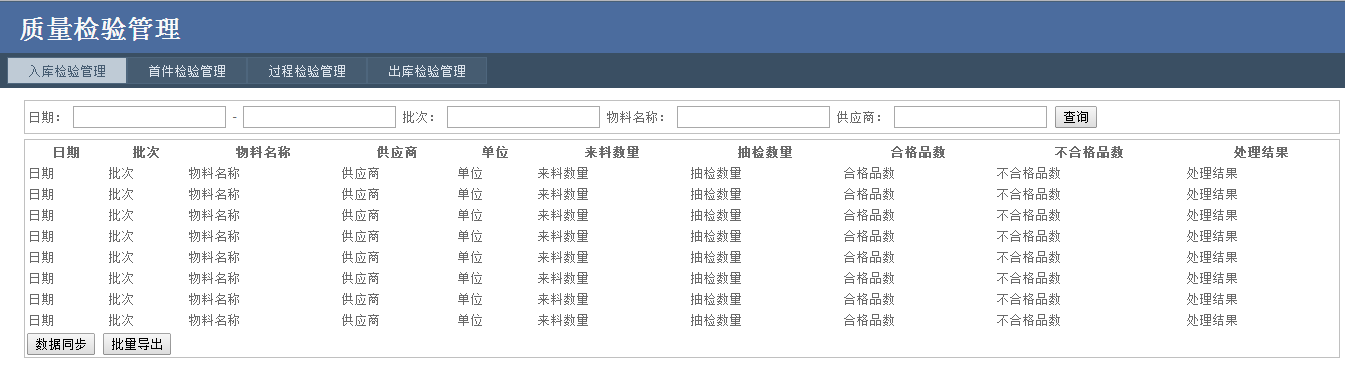 质量检验管理
入库检验管理 首件检验管理 过程检验管理 出库检验管理
日期： - 批次： 物料名称： 供应商： 查询
日期 批次 物料名称 供应商 单位 来料数量 抽检数量 合格品数 不合格品数 处理结果
日期 批次 物料名称 供应商 单位 来料数量 抽检数量 合格品数 不合格品数 处理结果
日期 批次 物料名称 供应商 单位 来料数量 抽检数量 合格品数 不合格品数 处理结果
日期 批次 物料名称 供应商 单位 来料数量 抽检数量 合格品数 不合格品数 处理结果
日期 批次 物料名称 供应商 单位 来料数量 抽检数量 合格品数 不合格品数 处理结果
日期 批次 物料名称 供应商 单位 来料数量 抽检数量 合格品数 不合格品数 处理结果
日期 批次 物料名称 供应商 单位 来料数量 抽检数量 合格品数 不合格品数 处理结果
日期 批次 物料名称 供应商 单位 来料数量 抽检数量 合格品数 不合格品数 处理结果
日期 批次 物料名称 供应商 单位 来料数量 抽检数量 合格品数 不合格品数 处理结果
数据同步 批量导出